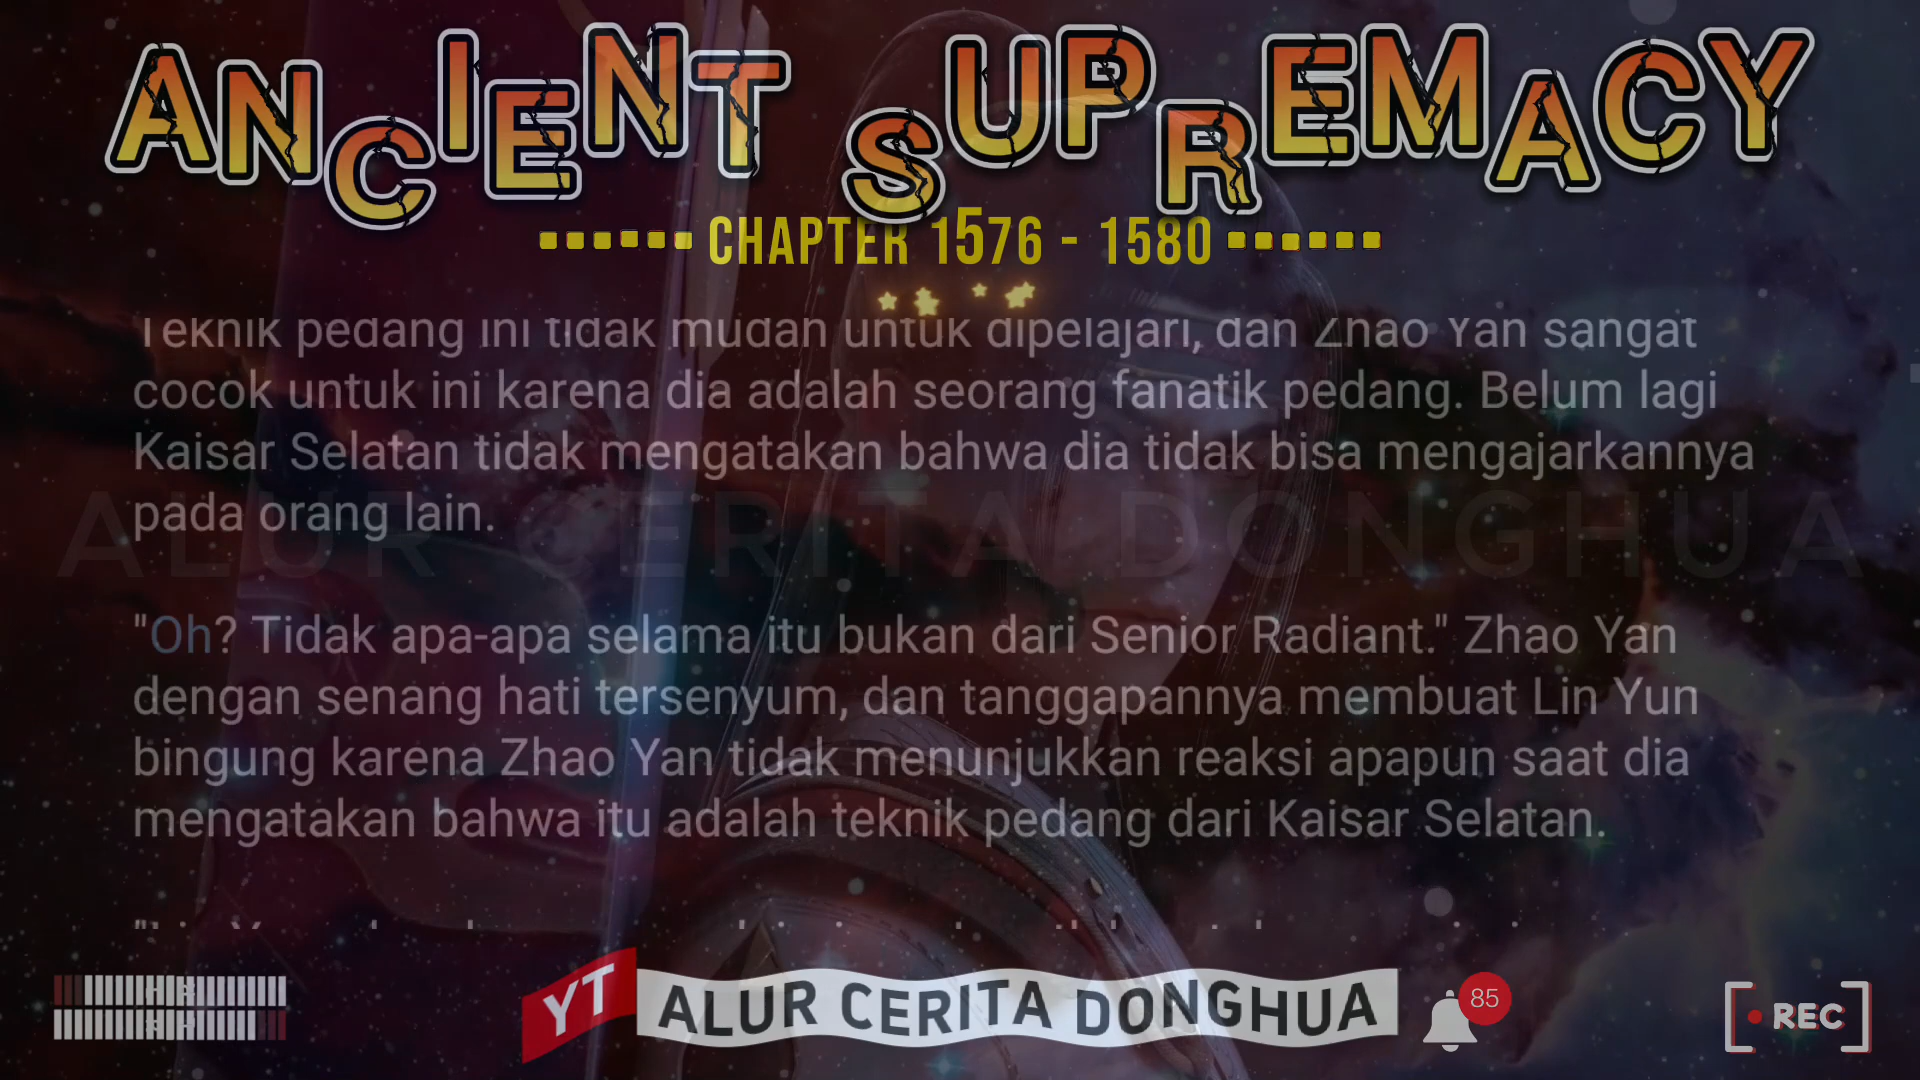 ANCIENT SUPREMACY
CHAPTER 1576 - 1580
Teknik pedang ini tidak mudah untuk dipelajari, dan Zhao Yan sangat
cocok untuk ini karena dia adalah seorang fanatik pedang. Belum lagi
Kaisar Selatan tidak mengatakan bahwa dia tidak bisa mengajarkannya
pada orang lain.
ALUR CERITA DONGHUA
"Oh? Tidak apa-apa selama itu bukan dari Senior Radiant." Zhao Yan
dengan senang hati tersenyum, dan tanggapannya membuat Lin Yun
bingung karena Zhao Yan tidak menunjukkan reaksi apapun saat dia
mengatakan bahwa itu adalah teknik pedang dari Kaisar Selatan.
YT ALUR CERITA DONGHUA
85
REC